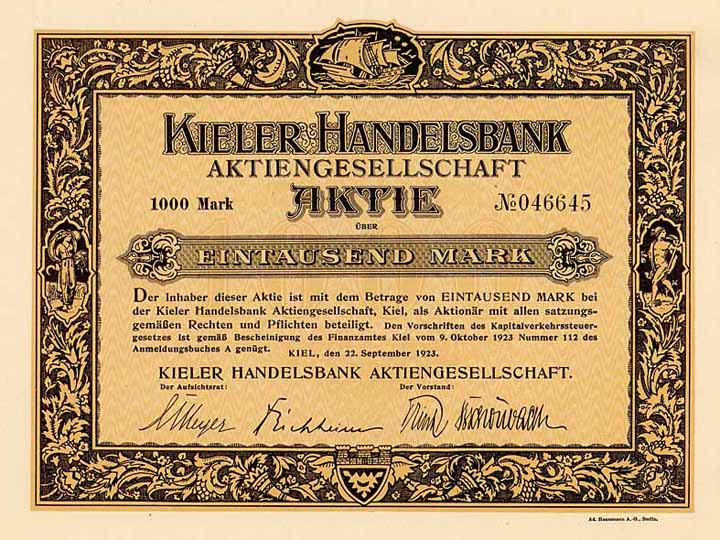 KIELER HANDELSBANK
AKTIENGESELLSCHAFT
1000 Mark AKTIE №046645
ÜBER
EINTAUSEND MARK
Der Inhaber dieser Aktie ist mit dem Betrage von EINTAUSEND MARK bei
der Kieler Handelsbank Aktiengesellschaft, Kiel, als Aktionär mit allen satzungs-
gemäßen Rechten und Pflichten beteiligt. Den Vorschriften des Kapitalverkehrssteuer-
gesetzes ist gemäß Bescheinigung des Finanzamtes Kiel vom 9. Oktober 1923 Nummer 112 des
Anmeldungsbuches A genügt. KIEL, den 22. September 1923.
KIELER HANDELSBANK AKTIENGESELLSCHAFT.
Der Aufsichtsrat: Der Vorstand:
Ad. Haussmann A.-G., Berlin.